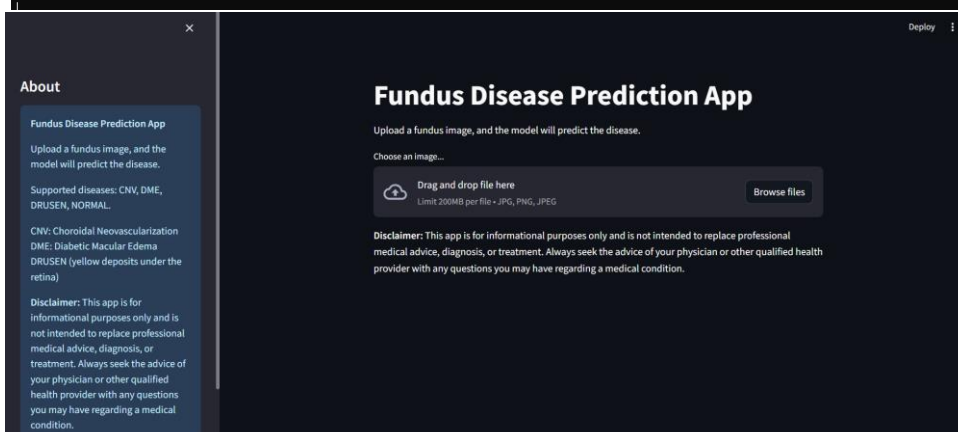 Deploy
About
Fundus Disease Prediction App
Upload a fundus image, and the
model will predict the disease.
Supported diseases: CNV, DME,
DRUSEN, NORMAL.
CNV: Choroidal Neovascularization
DME: Diabetic Macular Edema
DRUSEN (yellow deposits under the
retina)
Disclaimer: This app is for
informational purposes only and is
not intended to replace professional
medical advice, diagnosis, or
treatment. Always seek the advice of
your physician or other qualified
health provider with any questions
you may have regarding a medical
condition.
Fundus Disease Prediction App
Upload a fundus image, and the model will predict the disease.
Choose an image...
Drag and drop file here
Limit 200MB per file • JPG, PNG, JPEG
Browse files
Disclaimer: This app is for informational purposes only and is not intended to replace professional
medical advice, diagnosis, or treatment. Always seek the advice of your physician or other qualified health
provider with any questions you may have regarding a medical condition.